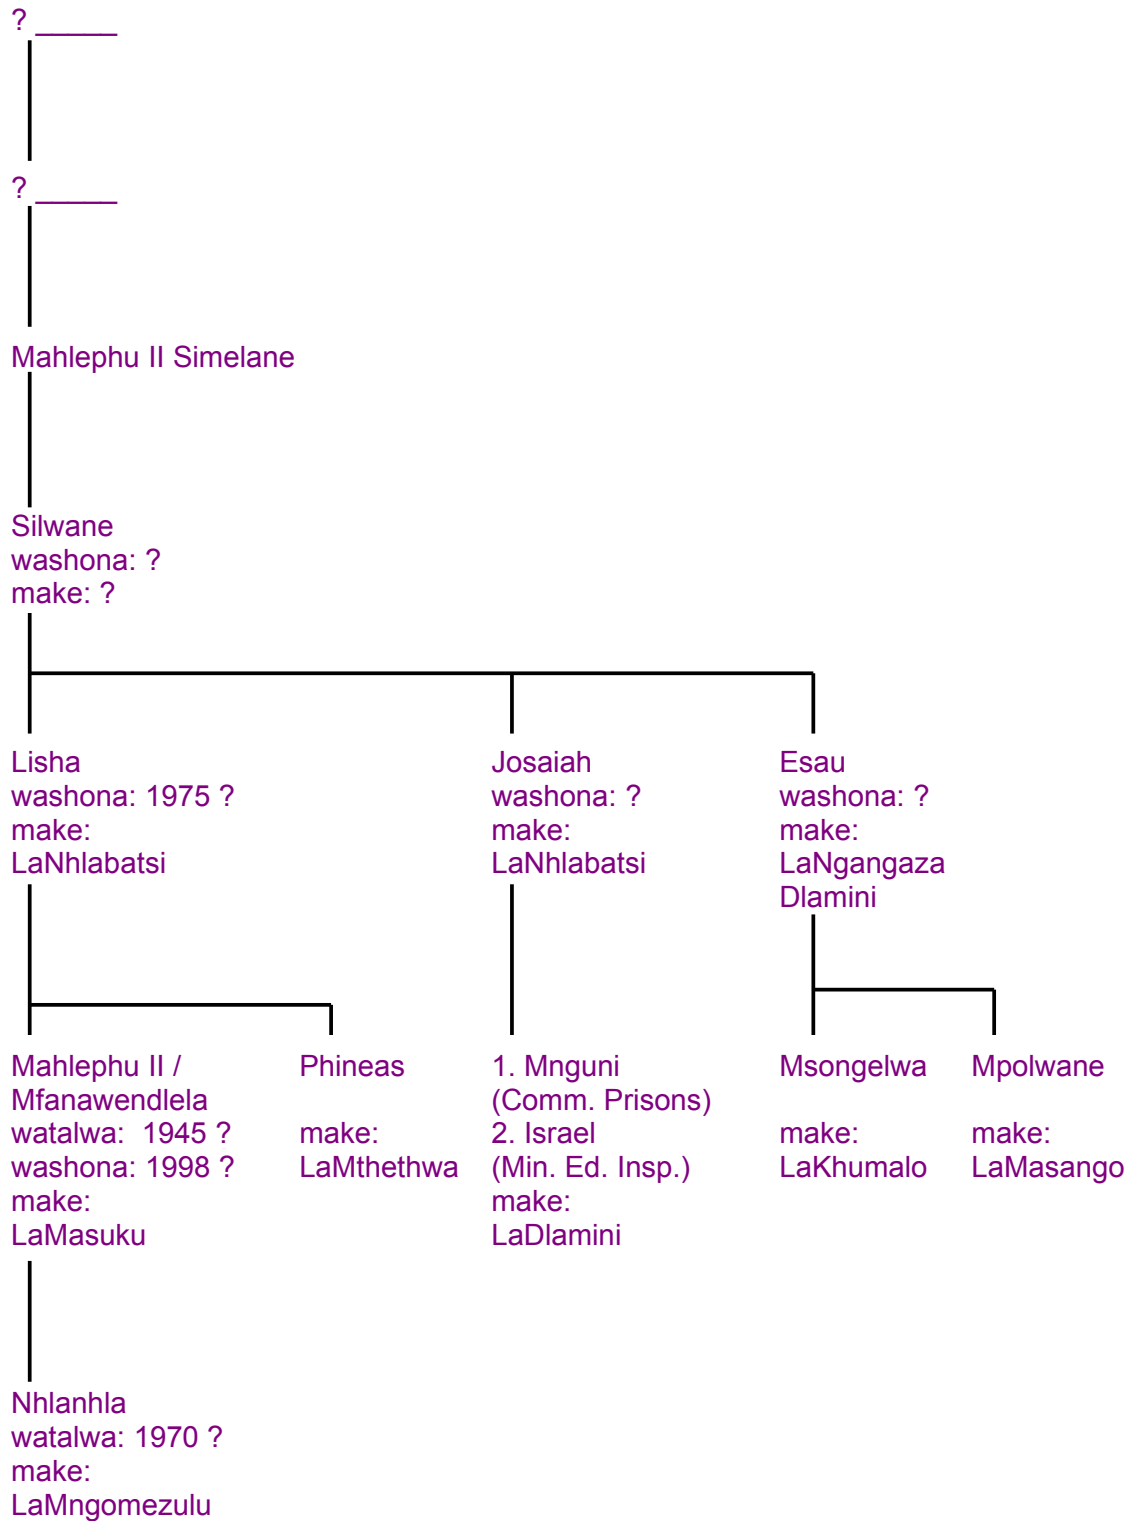 ? _____
? _____
Mahlephu II Simelane
Silwane
washona: ?
make: ?
Lisha
washona: 1975 ?
make:
LaNhlabatsi
Josaiah
washona: ?
make:
LaNhlabatsi
Esau
washona: ?
make:
LaNgangaza
Dlamini
Mahlephu II /
Mfanawendlela
watalwa:  1945 ?
washona: 1998 ?
make:
LaMasuku
Phineas
make:
LaMthethwa
1. Mnguni
(Comm. Prisons)
2. Israel
(Min. Ed. Insp.)
make:
LaDlamini
Msongelwa
make:
LaKhumalo
Mpolwane
make:
LaMasango
Nhlanhla
watalwa: 1970 ?
make:
LaMngomezulu